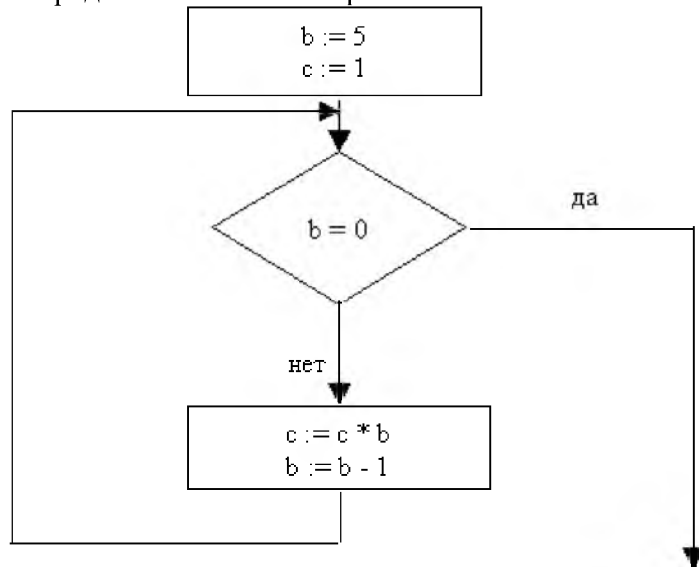 b := 5
c := 1
b = 0
да
нет
c := c * b
b := b - 1